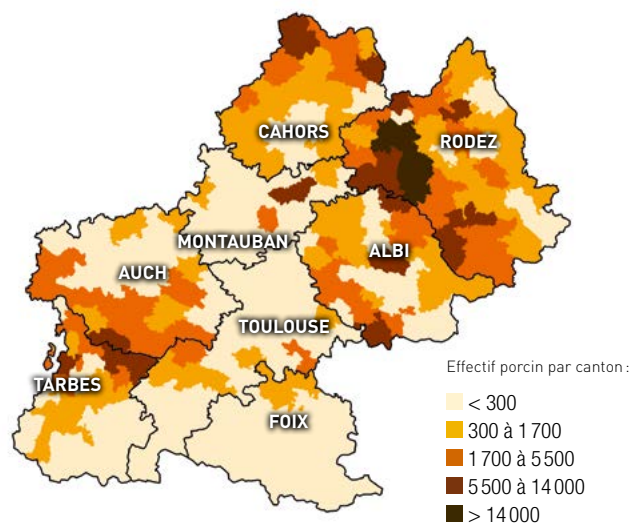 CAHORS
RODEZ
MONTAUBAN
ALBI
AUCH
TOULOUSE
TARBES
FOIX
Effectif porcin par canton :
< 300
300 à 1 700
1 700 à 5 500
5 500 à 14 000
> 14 000